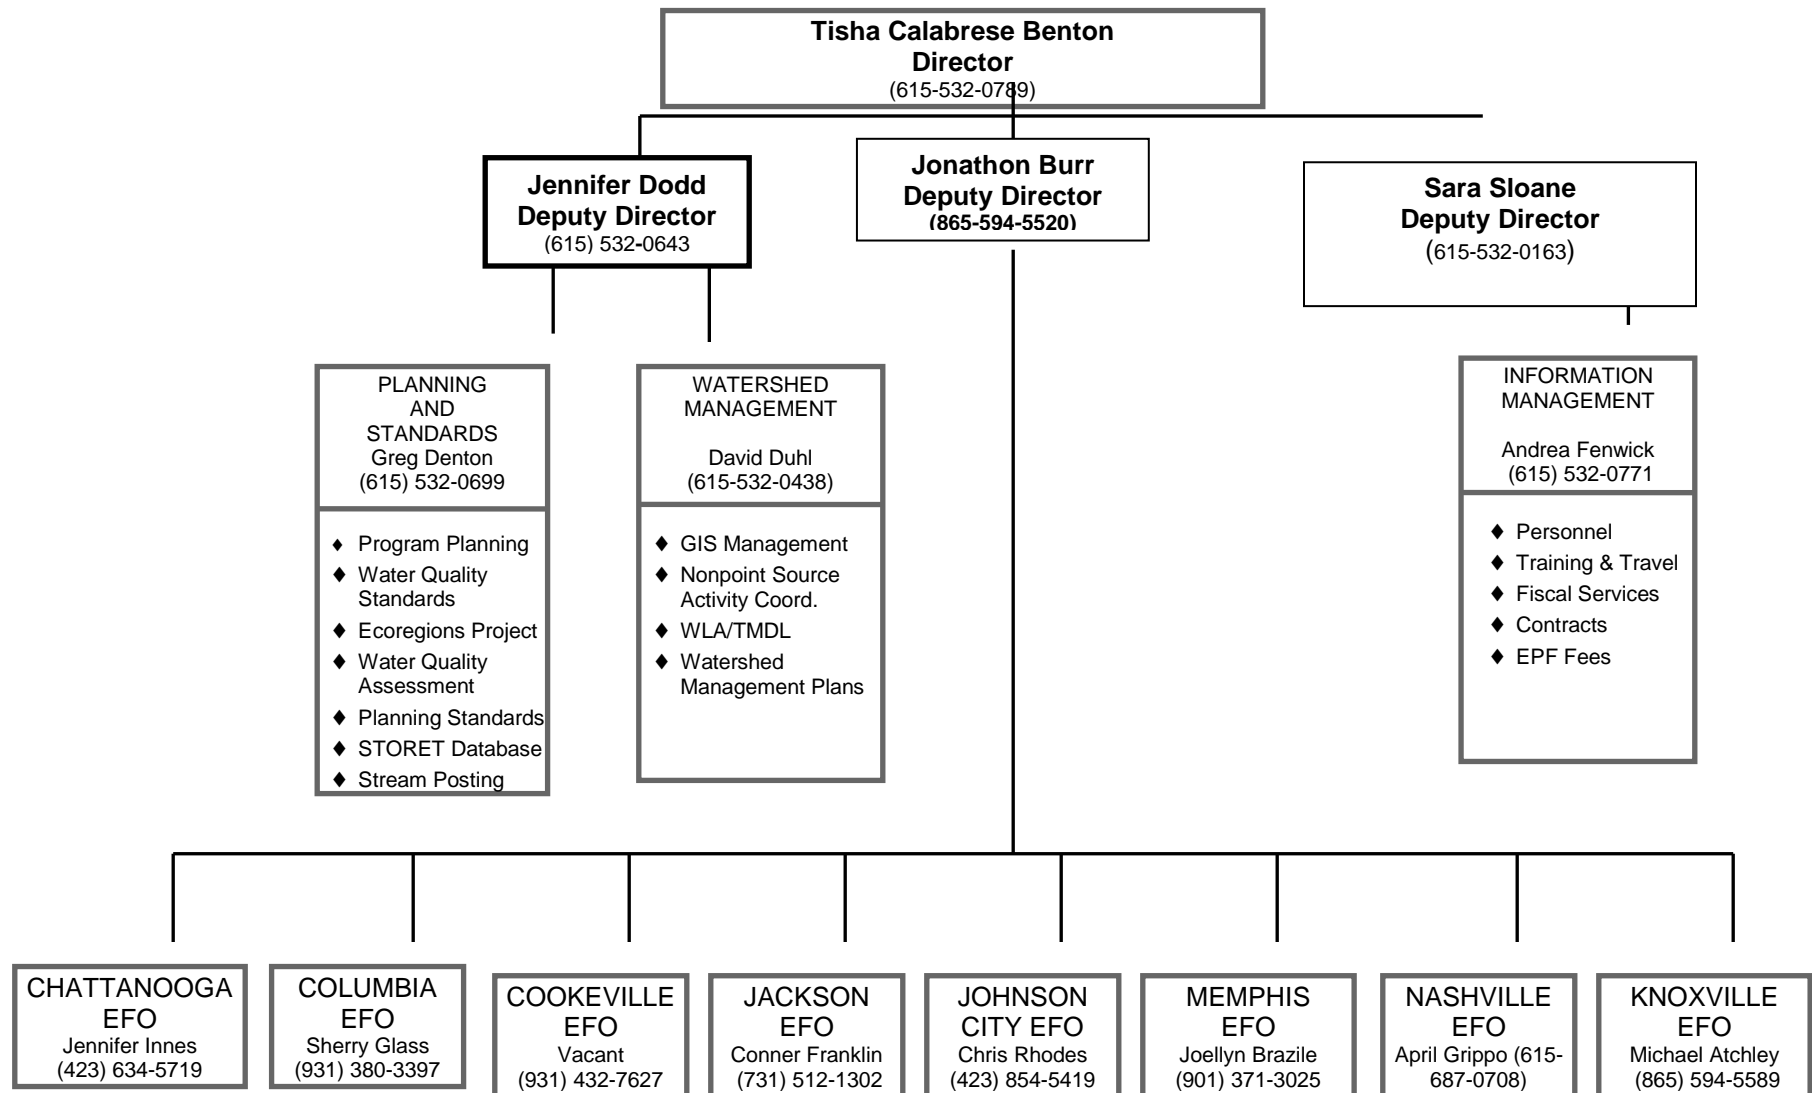 Tisha Calabrese Benton
Director
(615-532-0789)
Jennifer Dodd
Deputy Director
(615) 532-0643
Jonathon Burr
Deputy Director
(865-594-5520)
Sara Sloane
Deputy Director
(615-532-0163)
PLANNING
AND
STANDARDS
Greg Denton
(615) 532-0699
♦ Program Planning
♦ Water Quality
Standards
♦ Ecoregions Project
♦ Water Quality
Assessment
♦ Planning Standards
♦ STORET Database
♦ Stream Posting
WATERSHED
MANAGEMENT
David Duhl
(615-532-0438)
♦ GIS Management
♦ Nonpoint Source
Activity Coord.
♦ WLA/TMDL
♦ Watershed
Management Plans
INFORMATION
MANAGEMENT
Andrea Fenwick
(615) 532-0771
♦ Personnel
♦ Training & Travel
♦ Fiscal Services
♦ Contracts
♦ EPF Fees
CHATTANOOGA
EFO
Jennifer Innes
(423) 634-5719
COLUMBIA
EFO
Sherry Glass
(931) 380-3397
COOKEVILLE
EFO
Vacant
(931) 432-7627
JACKSON
EFO
Conner Franklin
(731) 512-1302
JOHNSON
CITY EFO
Chris Rhodes
(423) 854-5419
MEMPHIS
EFO
Joellyn Brazile
(901) 371-3025
NASHVILLE
EFO
April Grippo (615-
687-0708)
KNOXVILLE
EFO
Michael Atchley
(865) 594-5589